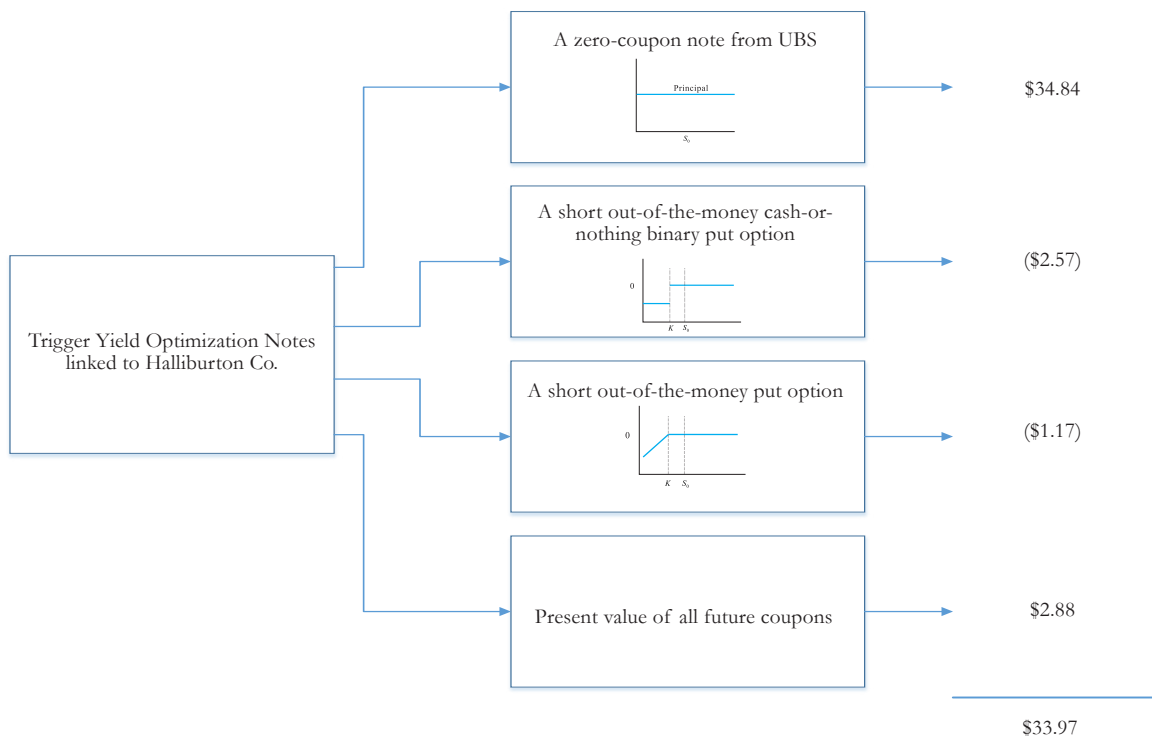 A zero-coupon note from UBS
Principal
S₀
$34.84
A short out-of-the-money cash-or-
nothing binary put option
0
K
S₀
($2.57)
Trigger Yield Optimization Notes
linked to Halliburton Co.
A short out-of-the-money put option
0
K
S₀
($1.17)
Present value of all future coupons
$2.88
$33.97